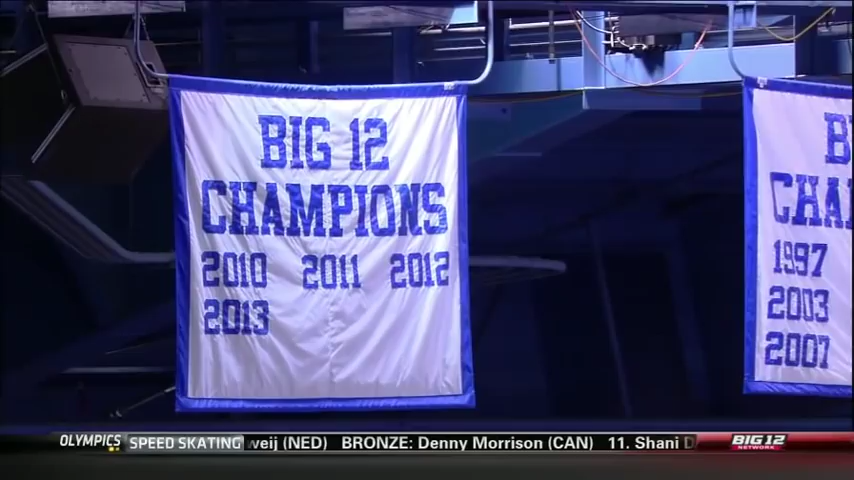 BIG 12
CHAMPIONS
2010 2011 2012
2013
1997
2003
2007
OLYMPICS SPEED SKATING (NED) BRONZE: Denny Morrison (CAN) 11. Shani
BIG 12
NETWORK